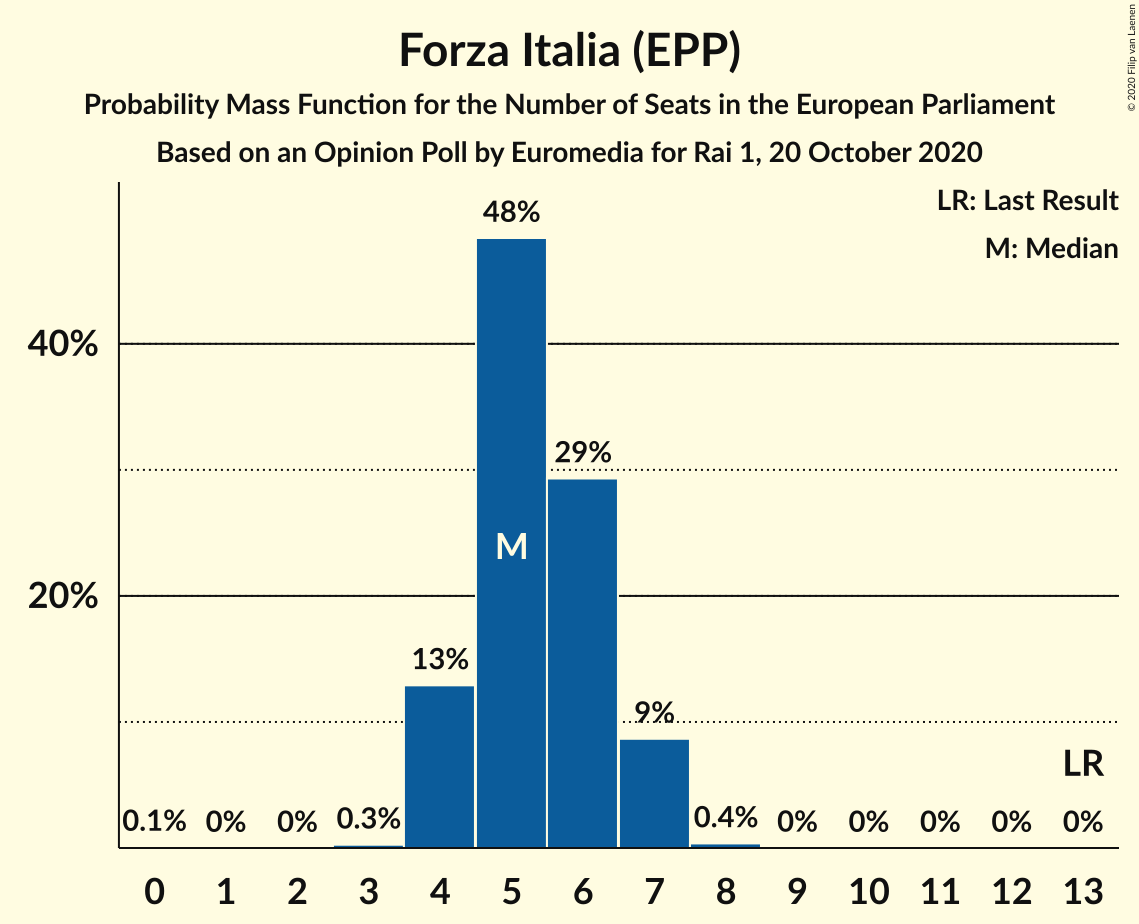 Forza Italia (EPP)
Probability Mass Function for the Number of Seats in the European Parliament
Based on an Opinion Poll by Euromedia for Rai 1, 20 October 2020
© 2020 Filip van Laenen
LR: Last Result
M: Median
48%
40%
29%
M
20%
13%
9%
LR
0.1% 0% 0% 0.3% 0.4% 0% 0% 0% 0% 0%
0 1 2 3 4 5 6 7 8 9 10 11 12 13